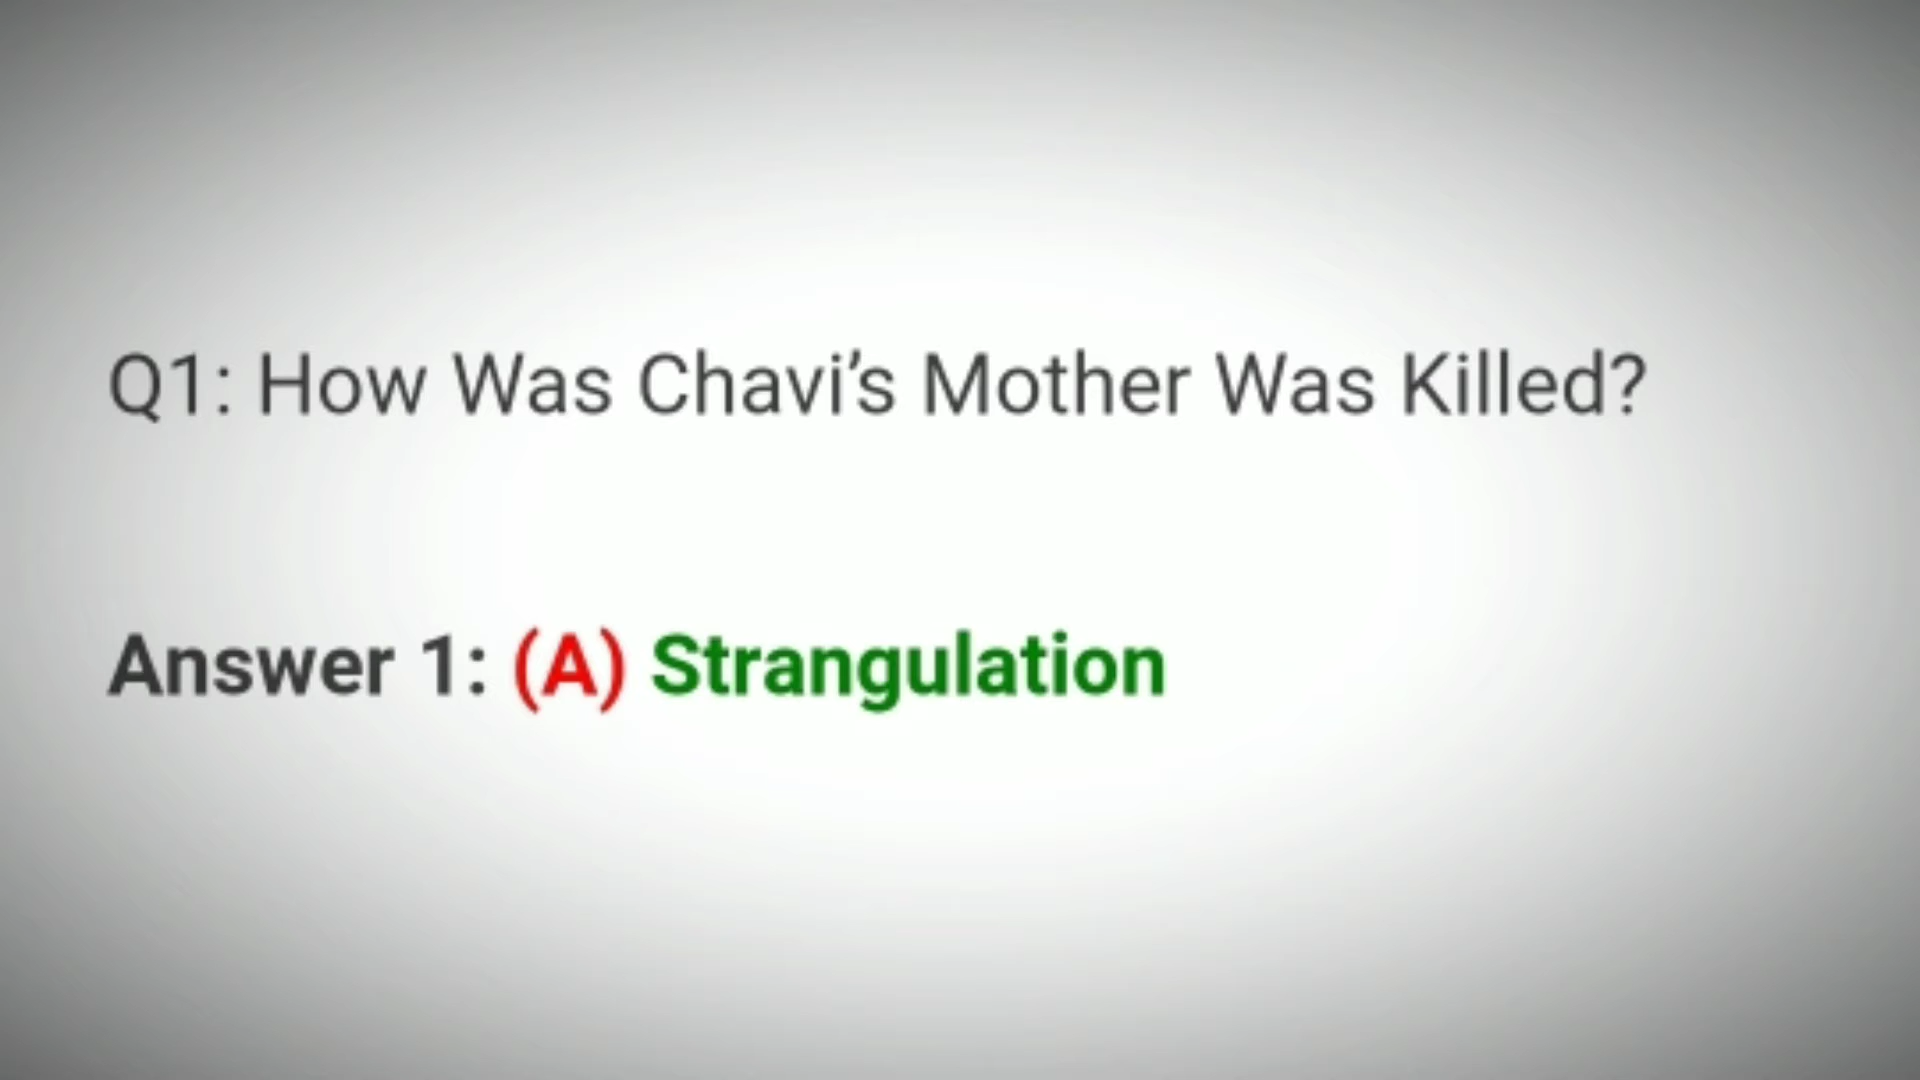 Q1: How Was Chavi’s Mother Was Killed?
Answer 1: (A) Strangulation